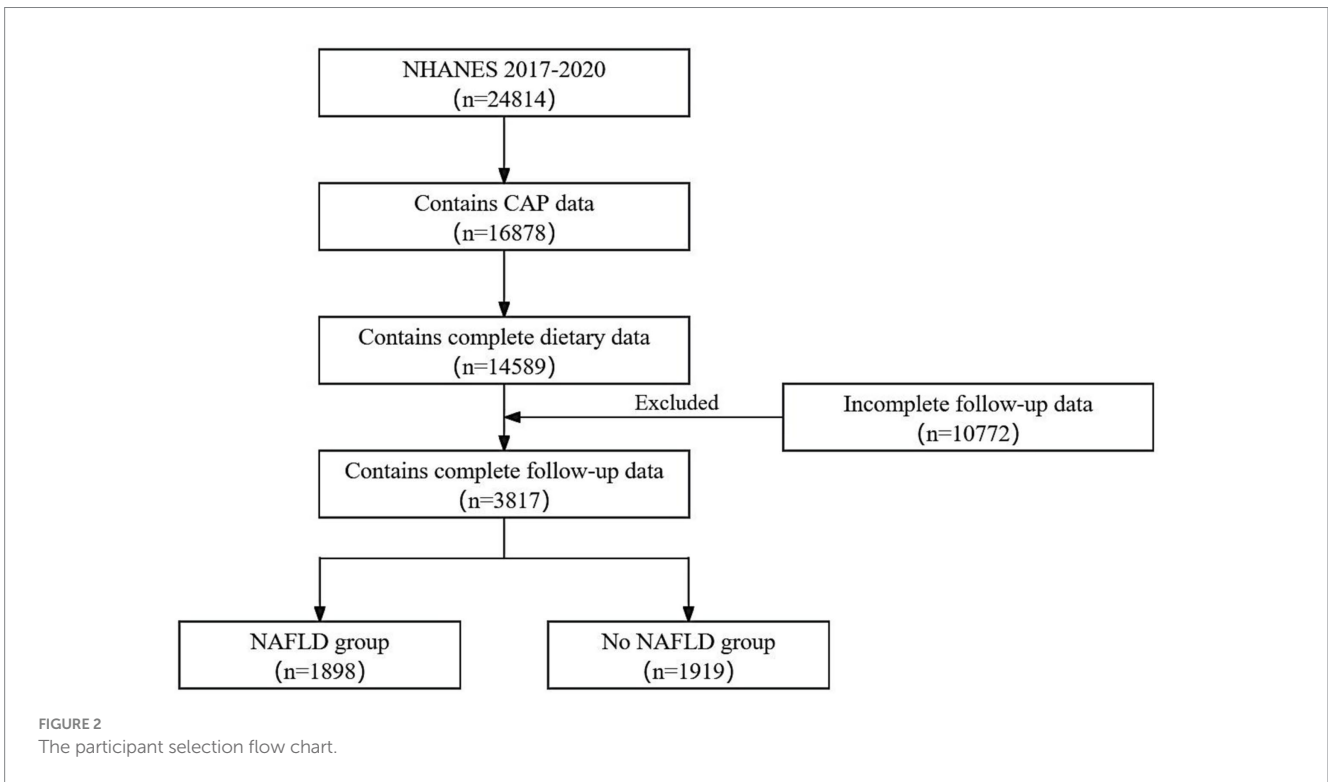 NHANES 2017-2020
(n=24814)
Contains CAP data
(n=16878)
Contains complete dietary data
(n=14589)
Excluded
Incomplete follow-up data
(n=10772)
Contains complete follow-up data
(n=3817)
NAFLD group
(n=1898)
No NAFLD group
(n=1919)
FIGURE 2
The participant selection flow chart.